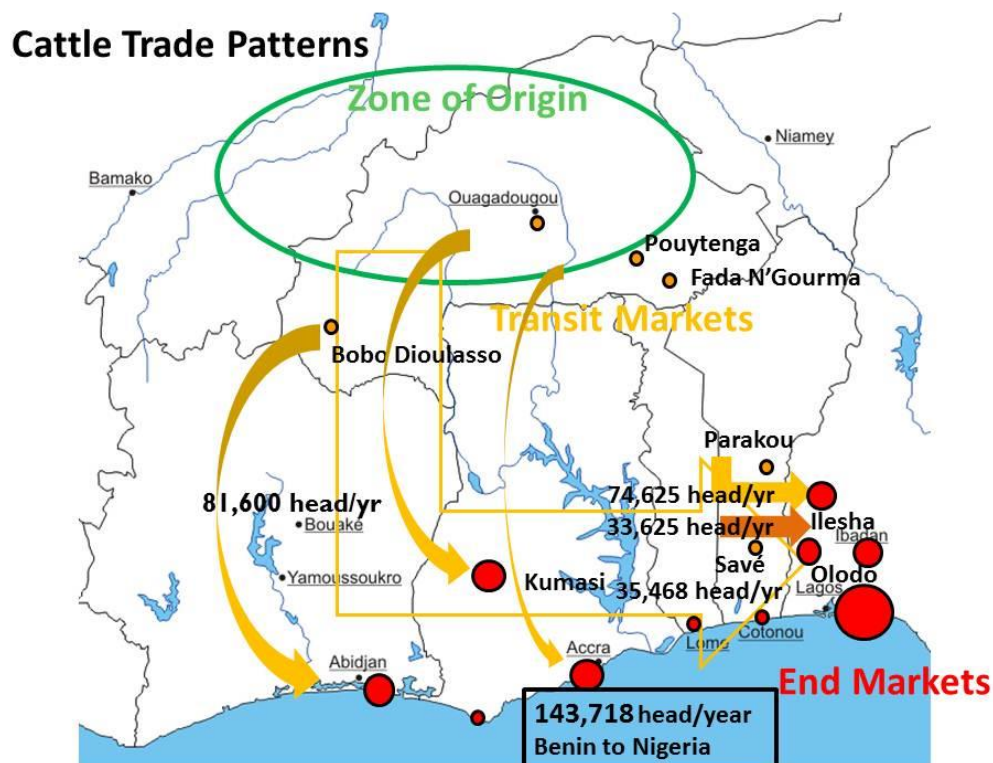 Cattle Trade Patterns
Zone of Origin
Niamey
Bamako
Ouagadougou
Pouytenga
Fada N'Gourma
Transit Markets
Bobo Dioulasso
Parakou
81,600 head/yr
74,625 head/yr
Bouaké
33,625 head/yr
Ilesha
Ibadan
Savé
Yamoussoukro
Kumasi
Olodo
35,468 head/yr
Lagos
Cotonou
Lome
Accra
Abidjan
End Markets
143,718 head/year
Benin to Nigeria